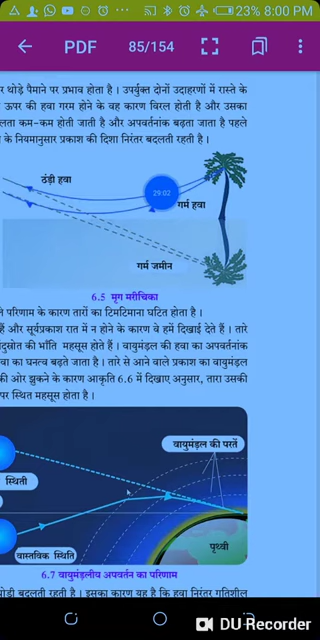 23% 8:00 PM
PDF 85/154
र थोड़े पैमाने पर प्रभाव होता है । उपर्युक्त दोनों उदाहरणों में रास्ते के
ऊपर की हवा गरम होने के वह कारण विरल होती है और उसका
लता कम-कम होती जाती है और अपवर्तनांक बढ़ता जाता है पहले
के नियमानुसार प्रकाश की दिशा निरंतर बदलती रहती है ।
ठंड़ी हवा
29:02
गर्म हवा
गर्म जमीन
6.5 मृग मरीचिका
ते परिणाम के कारण तारों का टिमटिमाना घटित होता है ।
हैं और सूर्यप्रकाश रात में न होने के कारण वे हमें दिखाई देते हैं । तारे
दुस्रोत की भाँति महसूस होते हैं । वायुमंड़ल की हवा का अपवर्तनांक
वा का घनत्व बढ़ते जाता है । तारे से आने वाले प्रकाश का वायुमंड़ल
की ओर झुकने के कारण आकृति 6.6 में दिखाए अनुसार, तारा उसकी
पर स्थित महसूस होता है ।
वायुमंड़ल की परतें
स्थिती
वास्तविक स्थिति
पृथ्वी
6.7 वायुमंड़लीय अपवर्तन का परिणाम
थोड़ी बदलती रहती है। इसका कारण यह है कि हवा निरंतर गतिशील
DU Recorder